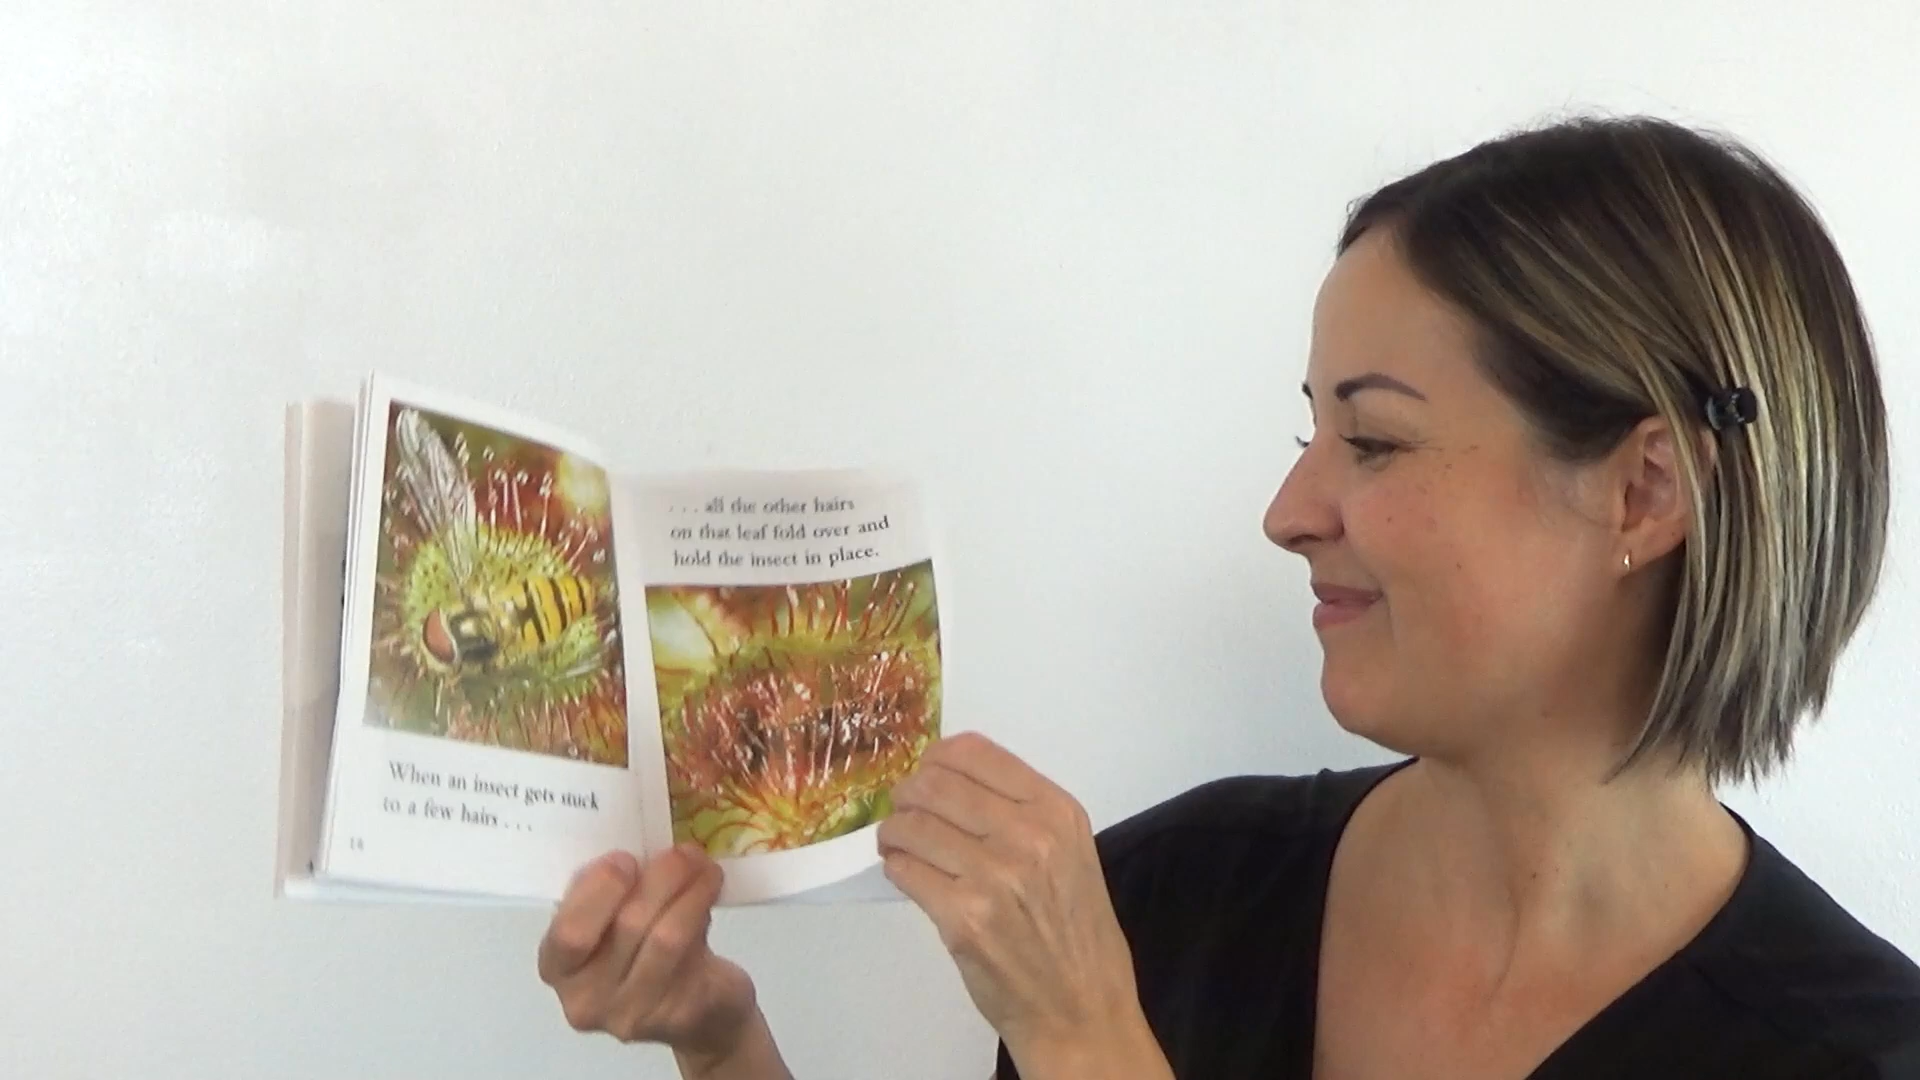 When an insect gets stuck
to a few hairs . . .
. . . all the other hairs
on that leaf fold over and
hold the insect in place.